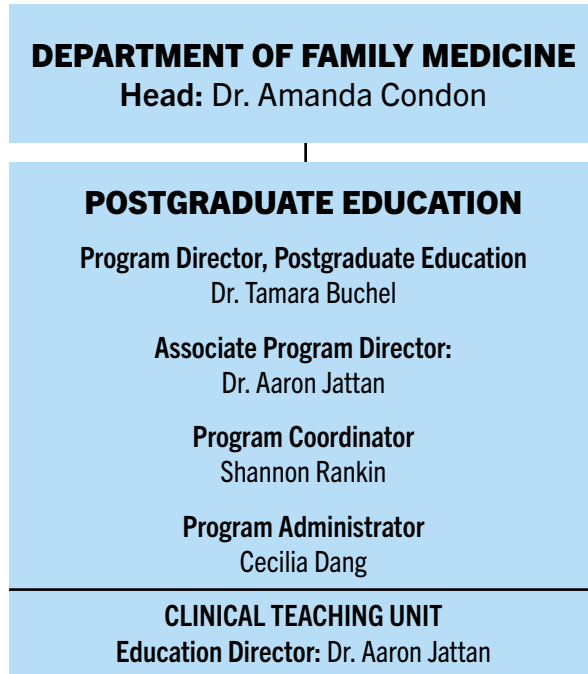 DEPARTMENT OF FAMILY MEDICINE
Head: Dr. Amanda Condon
POSTGRADUATE EDUCATION
Program Director, Postgraduate Education
Dr. Tamara Buchel
Associate Program Director:
Dr. Aaron Jattan
Program Coordinator
Shannon Rankin
Program Administrator
Cecilia Dang
CLINICAL TEACHING UNIT
Education Director: Dr. Aaron Jattan